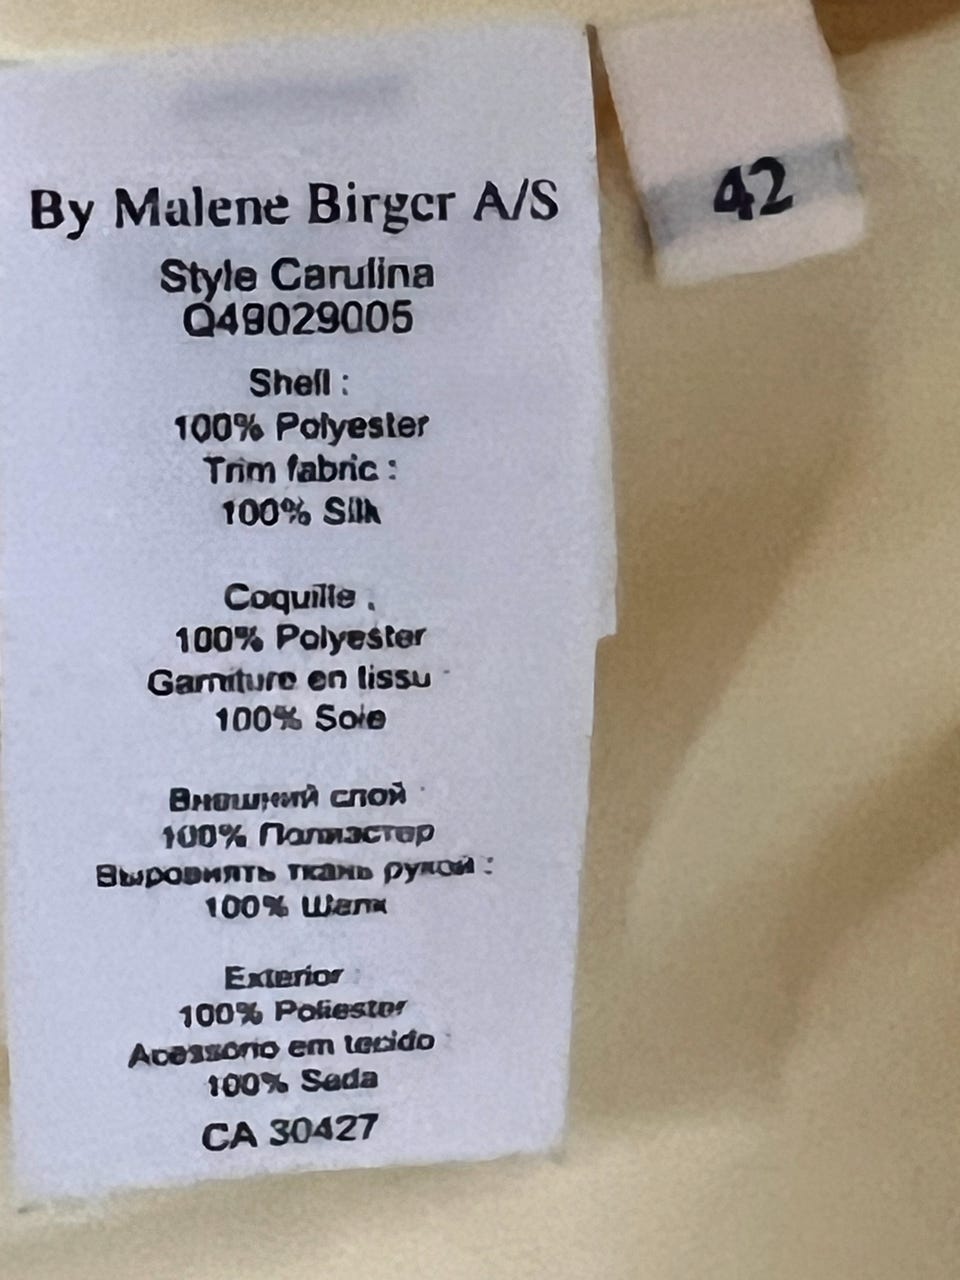 By Malene Birger A/S
Style Carulina
Q49029005
Shell :
100% Polyester
Trim fabric :
100% Silk
Coquille :
100% Polyester
Garniture en tissu :
100% Soie
Внешний слой :
100% Полиэстер
Выровнять ткань рукой :
100% Шелк
Exterior :
100% Poliester
Acessorio em tecido :
100% Seda
CA 30427
42